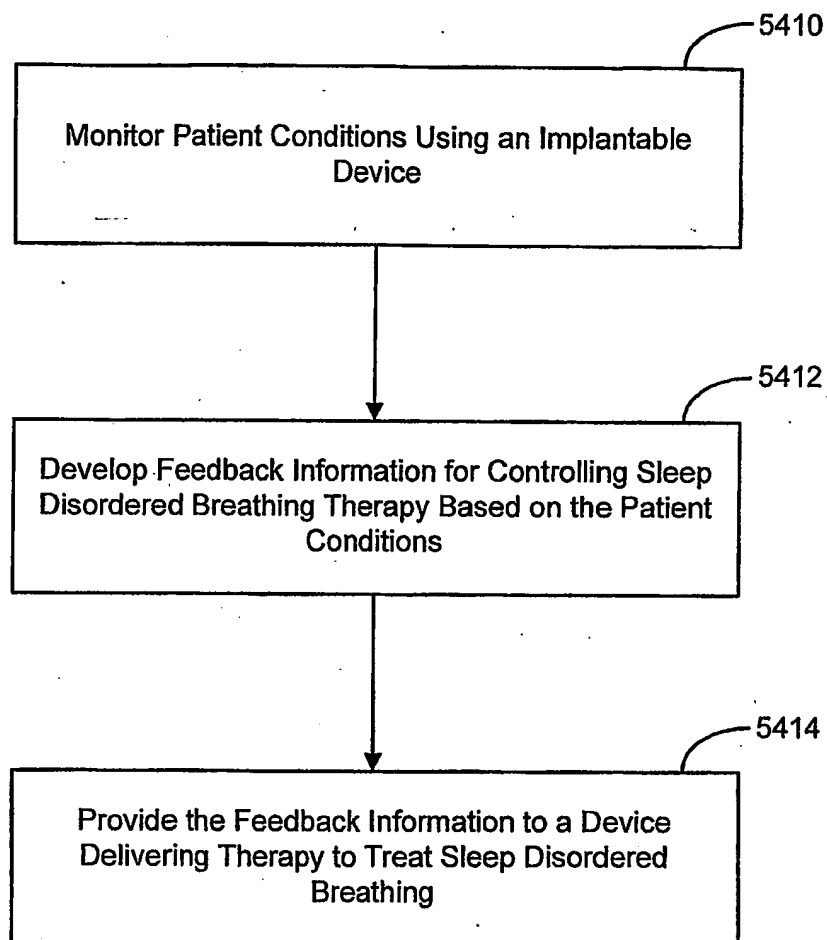 5410
Monitor Patient Conditions Using an Implantable
Device
5412
Develop Feedback Information for Controlling Sleep
Disordered Breathing Therapy Based on the Patient
Conditions
5414
Provide the Feedback Information to a Device
Delivering Therapy to Treat Sleep Disordered
Breathing